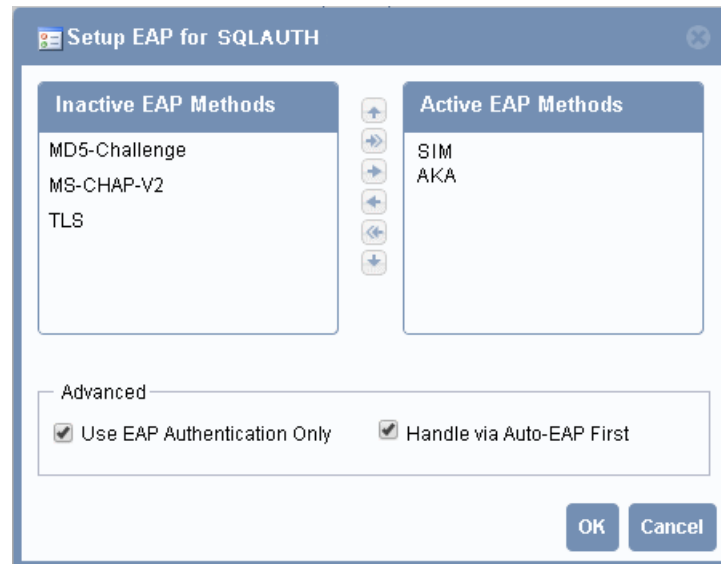 Setup EAP for SQLAUTH
Inactive EAP Methods
MD5-Challenge
MS-CHAP-V2
TLS
Active EAP Methods
SIM
AKA
Advanced
Use EAP Authentication Only
Handle via Auto-EAP First
OK
Cancel